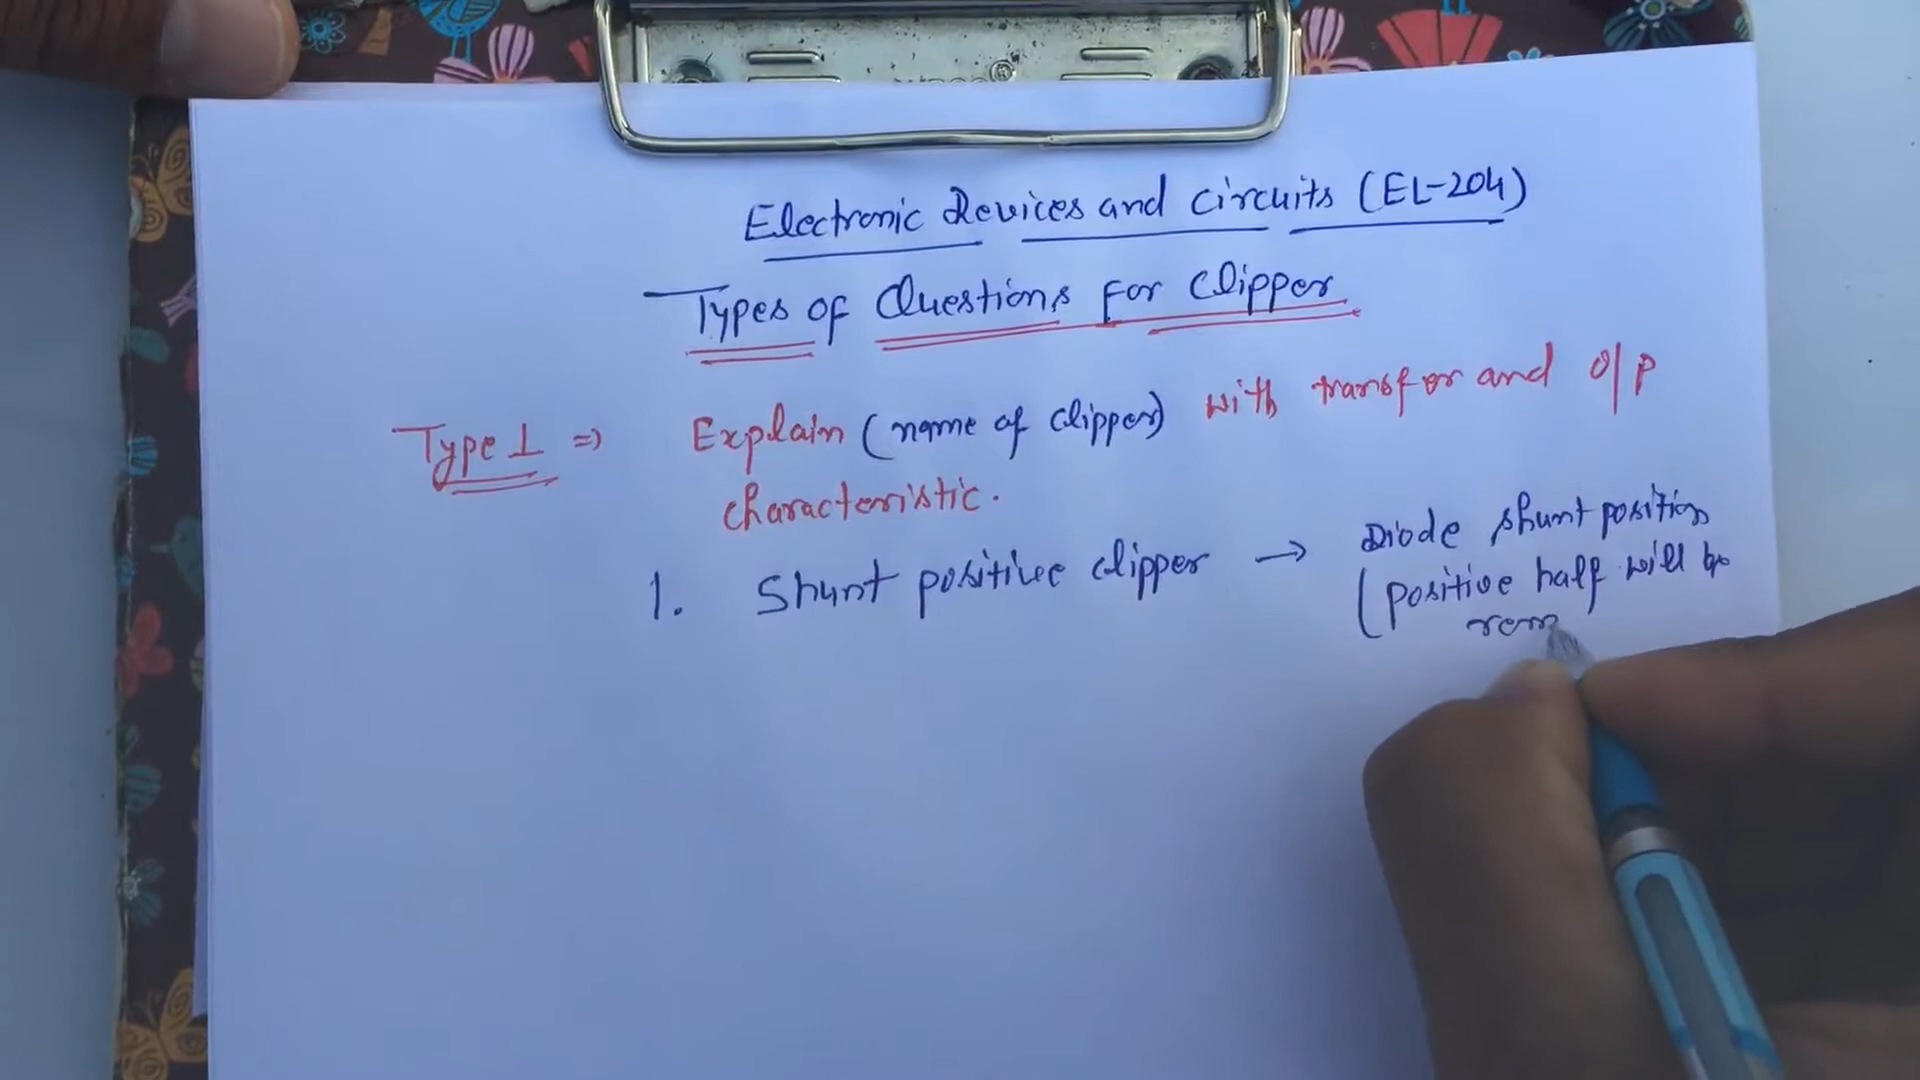 Electronic Devices and Circuits (EL-204)
Types of Questions For Clipper
Type 1 => Explain (name of clipper) with transfer and O/P
characteristic.
1. Shunt positive clipper → Diode shunt position
(positive half will be
rem